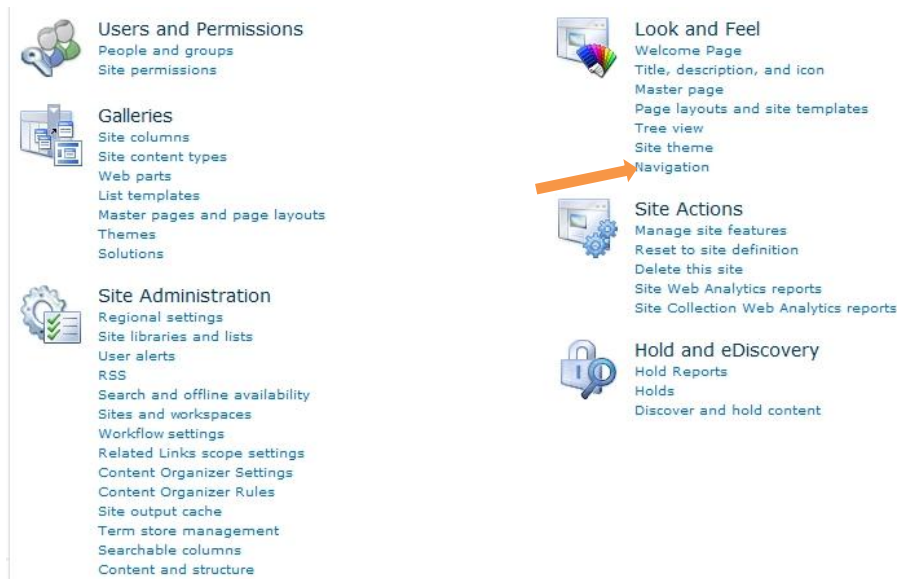 Users and Permissions
People and groups
Site permissions
Galleries
Site columns
Site content types
Web parts
List templates
Master pages and page layouts
Themes
Solutions
Site Administration
Regional settings
Site libraries and lists
User alerts
RSS
Search and offline availability
Sites and workspaces
Workflow settings
Related Links scope settings
Content Organizer Settings
Content Organizer Rules
Site output cache
Term store management
Searchable columns
Content and structure
Look and Feel
Welcome Page
Title, description, and icon
Master page
Page layouts and site templates
Tree view
Site theme
Navigation
Site Actions
Manage site features
Reset to site definition
Delete this site
Site Web Analytics reports
Site Collection Web Analytics reports
Hold and eDiscovery
Hold Reports
Holds
Discover and hold content